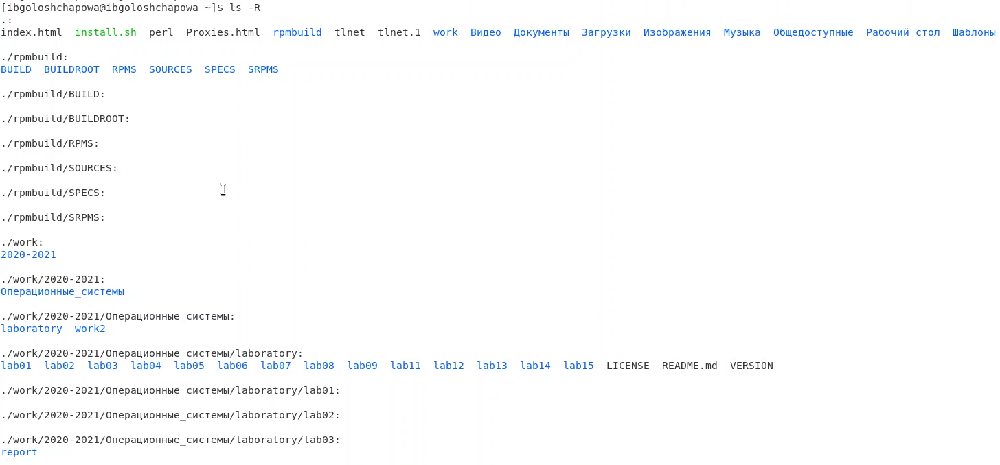 [ibgoloshchapowa@ibgoloshchapowa ~]$ ls -R
.:
index.html  install.sh  perl  Proxies.html  rpmbuild  tlnet  tlnet.1  work  Видео  Документы  Загрузки  Изображения  Музыка  Общедоступные  Рабочий стол  Шаблоны
./rpmbuild:
BUILD  BUILDROOT  RPMS  SOURCES  SPECS  SRPMS
./rpmbuild/BUILD:
./rpmbuild/BUILDROOT:
./rpmbuild/RPMS:
./rpmbuild/SOURCES:
./rpmbuild/SPECS:
./rpmbuild/SRPMS:
./work:
2020-2021
./work/2020-2021:
Операционные_системы
./work/2020-2021/Операционные_системы:
laboratory  work2
./work/2020-2021/Операционные_системы/laboratory:
lab01  lab02  lab03  lab04  lab05  lab06  lab07  lab08  lab09  lab11  lab12  lab13  lab14  lab15  LICENSE  README.md  VERSION
./work/2020-2021/Операционные_системы/laboratory/lab01:
./work/2020-2021/Операционные_системы/laboratory/lab02:
./work/2020-2021/Операционные_системы/laboratory/lab03:
report